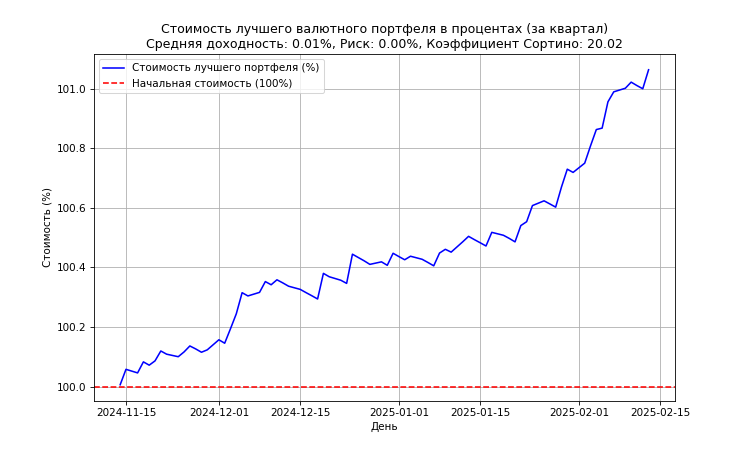 Стоимость лучшего валютного портфеля в процентах (за квартал)
Средняя доходность: 0.01%, Риск: 0.00%, Коэффициент Сортино: 20.02
Стоимость лучшего портфеля (%)
Начальная стоимость (100%)
Стоимость (%)
101.0
100.8
100.6
100.4
100.2
100.0
2024-11-15 2024-12-01 2024-12-15 2025-01-01 2025-01-15 2025-02-01 2025-02-15
День